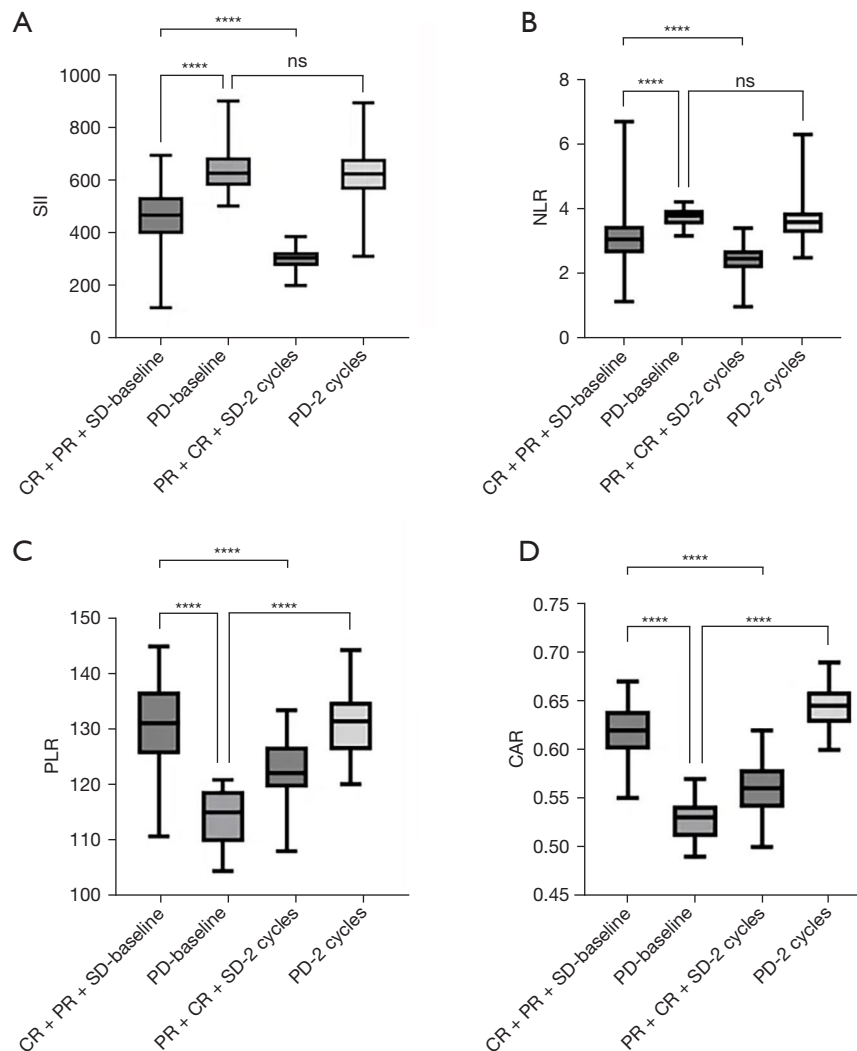 A
****
****
ns
1000
800
600
400
200
0
SII
CR + PR + SD-baseline
PD-baseline
PR + CR + SD-2 cycles
PD-2 cycles
B
****
****
ns
8
6
4
2
0
NLR
CR + PR + SD-baseline
PD-baseline
PR + CR + SD-2 cycles
PD-2 cycles
C
****
****
****
150
140
130
120
110
100
PLR
CR + PR + SD-baseline
PD-baseline
PR + CR + SD-2 cycles
PD-2 cycles
D
****
****
****
0.75
0.70
0.65
0.60
0.55
0.50
0.45
CAR
CR + PR + SD-baseline
PD-baseline
PR + CR + SD-2 cycles
PD-2 cycles